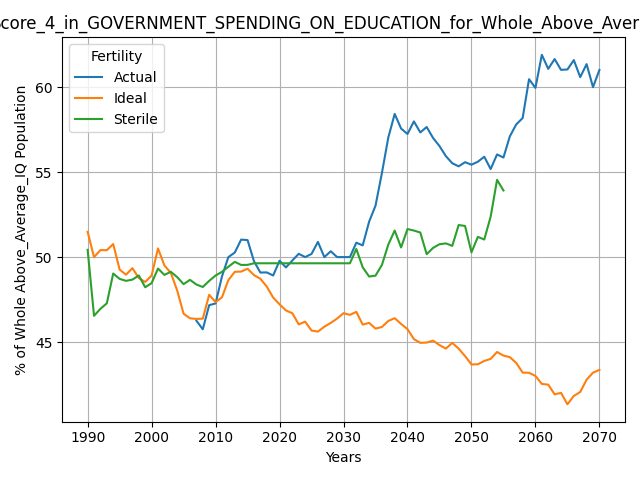 core_4_in_GOVERNMENT_SPENDING_ON_EDUCATION_for_Whole_Above_Aver
Fertility
Actual
Ideal
Sterile
% of Whole Above_Average_IQ Population
60
55
50
45
1990 2000 2010 2020 2030 2040 2050 2060 2070
Years